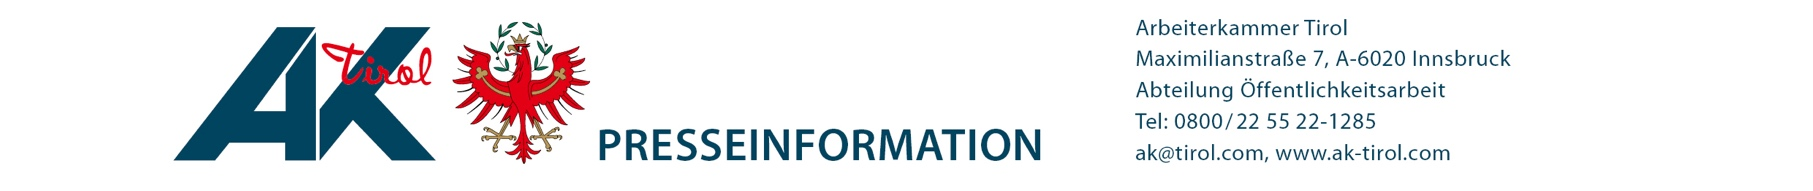 AK Tirol
PRESSEINFORMATION
Arbeiterkammer Tirol
Maximilianstraße 7, A-6020 Innsbruck
Abteilung Öffentlichkeitsarbeit
Tel: 0800/22 55 22-1285
ak@tirol.com, www.ak-tirol.com